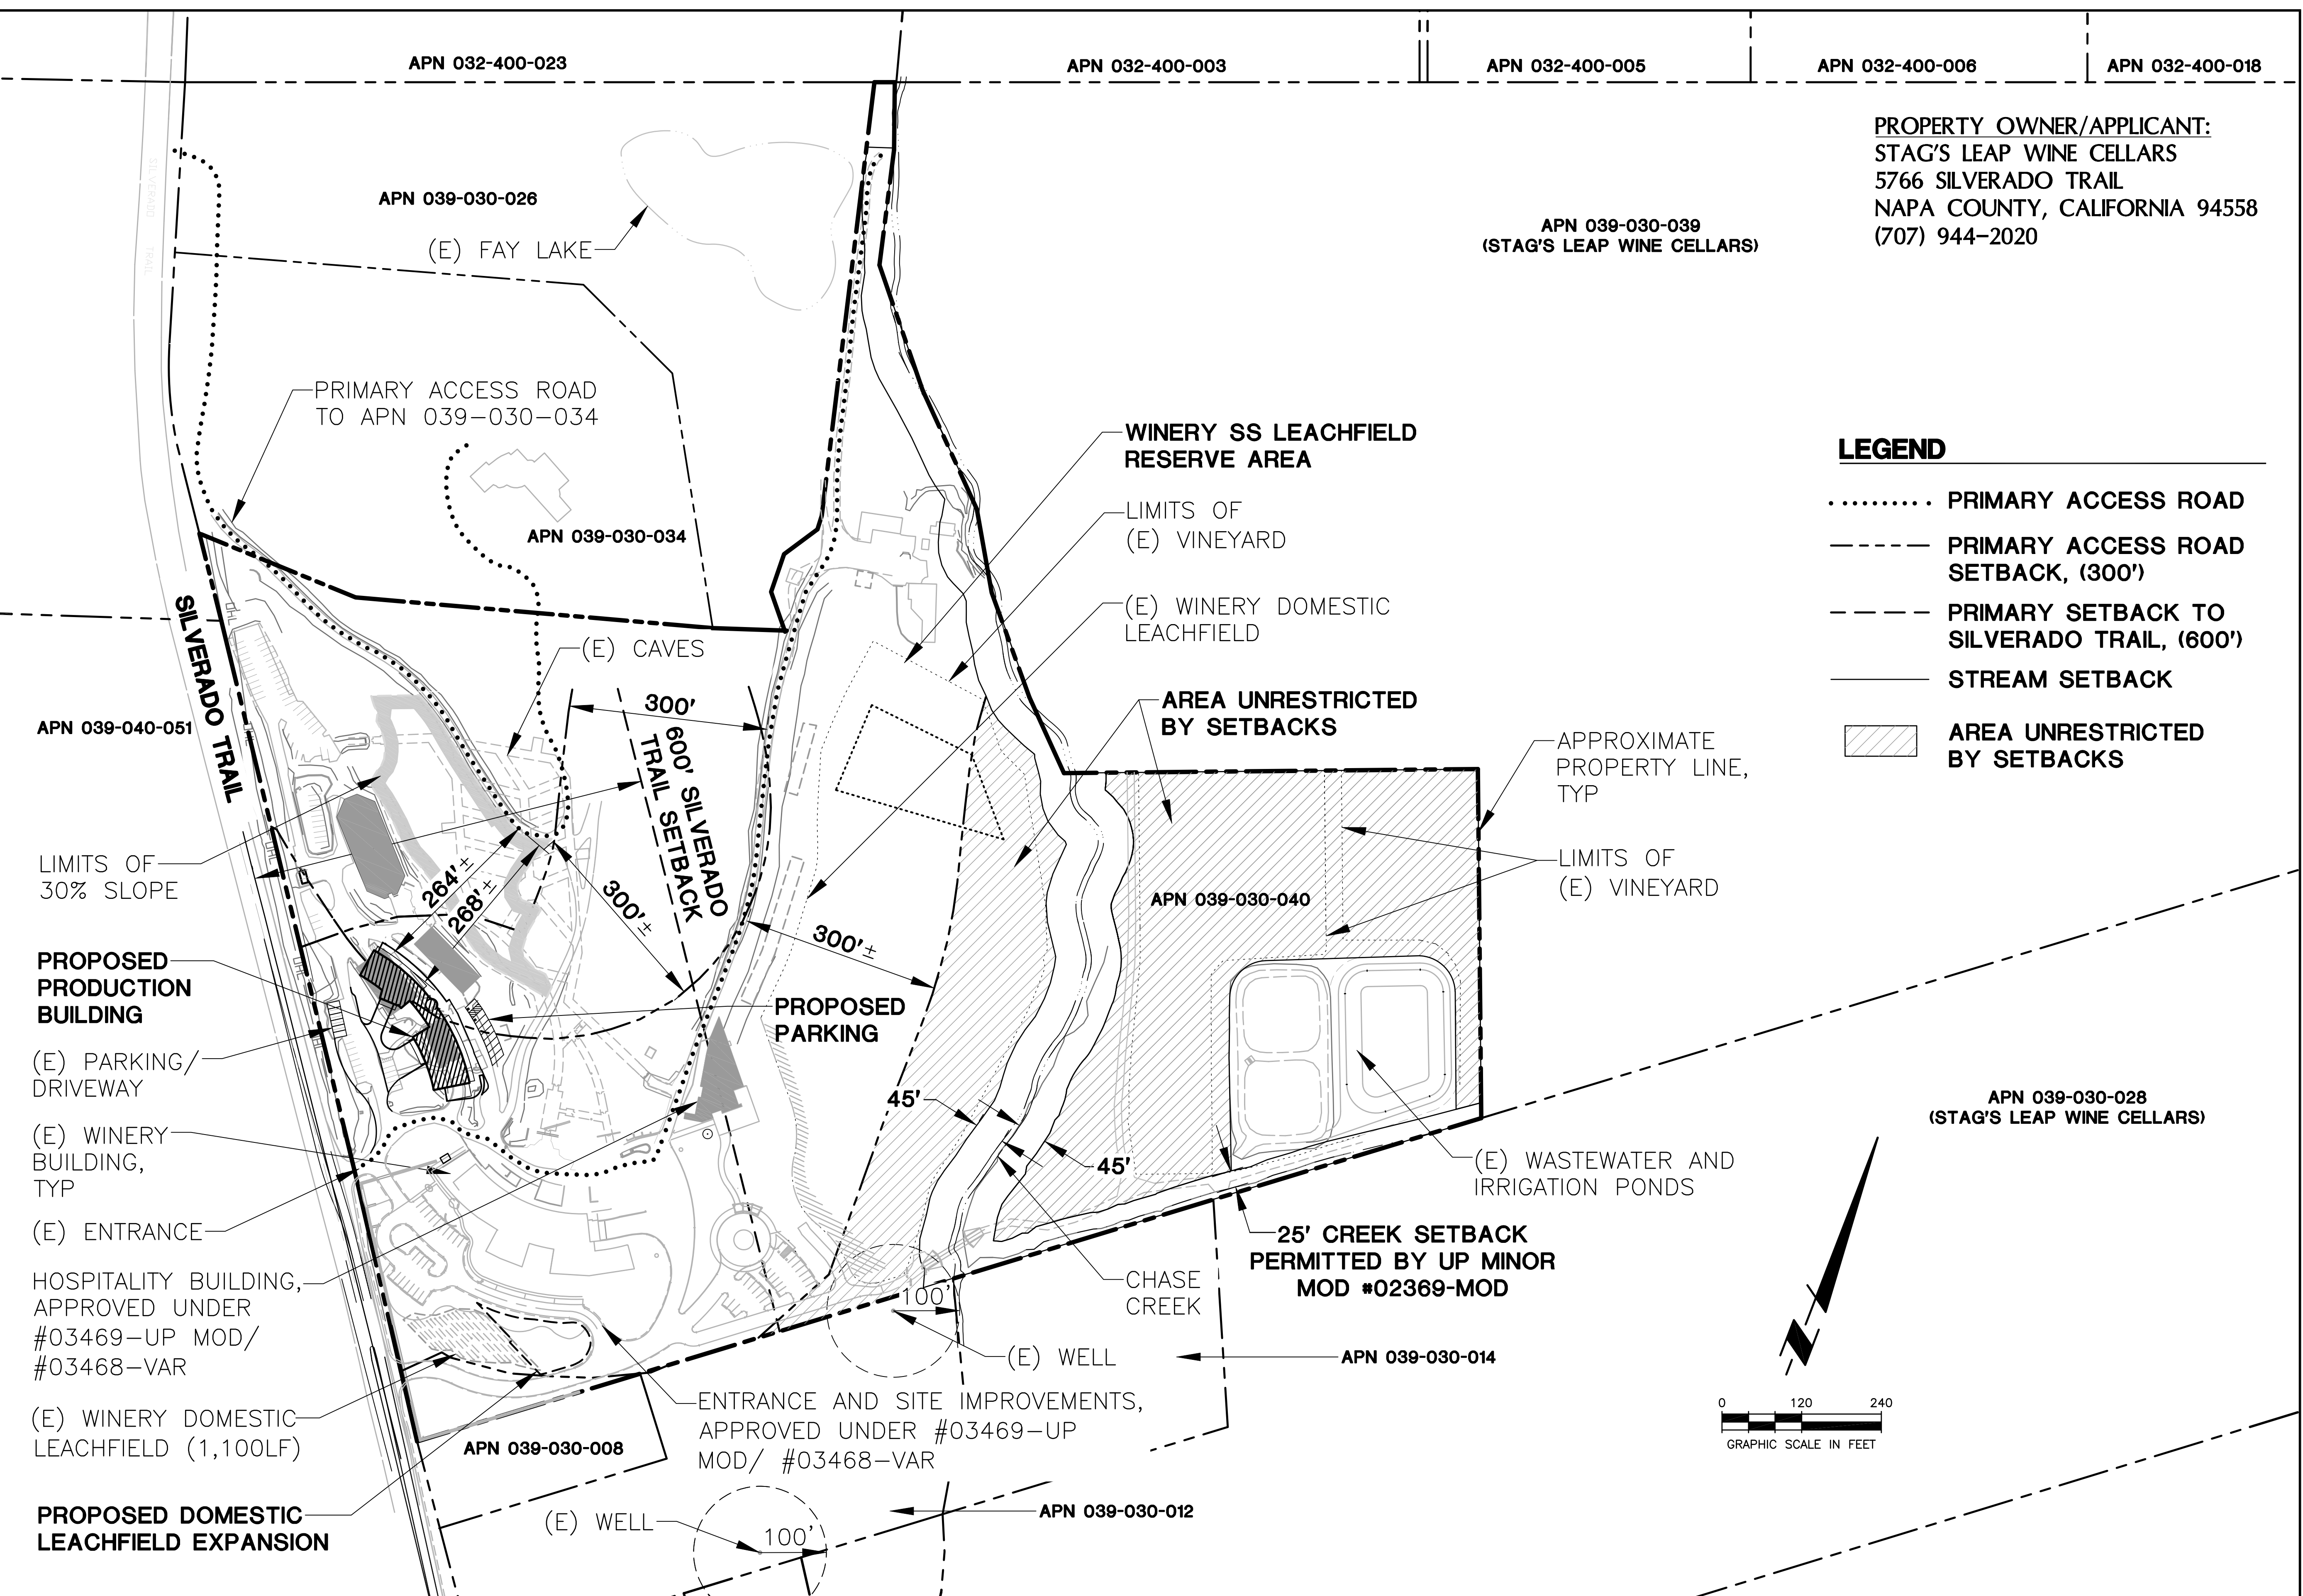 APN 032-400-023
APN 032-400-003
APN 032-400-005
APN 032-400-006
APN 032-400-018
PROPERTY OWNER/APPLICANT:
STAG'S LEAP WINE CELLARS
5766 SILVERADO TRAIL
NAPA COUNTY, CALIFORNIA 94558
(707) 944-2020
SILVERADO TRAIL
APN 039-030-026
(E) FAY LAKE
APN 039-030-039
(STAG'S LEAP WINE CELLARS)
PRIMARY ACCESS ROAD
TO APN 039-030-034
WINERY SS LEACHFIELD
RESERVE AREA
LIMITS OF
(E) VINEYARD
APN 039-030-034
(E) WINERY DOMESTIC
LEACHFIELD
LEGEND
PRIMARY ACCESS ROAD
PRIMARY ACCESS ROAD
SETBACK, (300')
PRIMARY SETBACK TO
SILVERADO TRAIL, (600')
STREAM SETBACK
AREA UNRESTRICTED
BY SETBACKS
SILVERADO TRAIL
(E) CAVES
300'
600' SILVERADO
TRAIL SETBACK
AREA UNRESTRICTED
BY SETBACKS
APN 039-040-051
APPROXIMATE
PROPERTY LINE,
TYP
LIMITS OF
30% SLOPE
264'±
268'±
300'±
300'±
APN 039-030-040
LIMITS OF
(E) VINEYARD
PROPOSED
PRODUCTION
BUILDING
PROPOSED
PARKING
(E) PARKING/
DRIVEWAY
45'
45'
APN 039-030-028
(STAG'S LEAP WINE CELLARS)
(E) WINERY
BUILDING,
TYP
(E) WASTEWATER AND
IRRIGATION PONDS
(E) ENTRANCE
25' CREEK SETBACK
PERMITTED BY UP MINOR
MOD #02369-MOD
HOSPITALITY BUILDING,
APPROVED UNDER
#03469-UP MOD/
#03468-VAR
CHASE
CREEK
100'
(E) WELL
APN 039-030-014
ENTRANCE AND SITE IMPROVEMENTS,
APPROVED UNDER #03469-UP
MOD/ #03468-VAR
(E) WINERY DOMESTIC
LEACHFIELD (1,100LF)
APN 039-030-008
0 120 240
GRAPHIC SCALE IN FEET
PROPOSED DOMESTIC
LEACHFIELD EXPANSION
(E) WELL
100'
APN 039-030-012